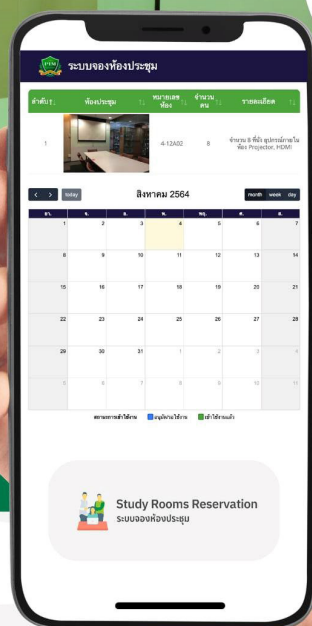 PIM
ระบบจองห้องประชุม
ลำดับ ห้องประชุม หมายเลขห้อง จำนวนคน รายละเอียด
1 4-12A02 8 จำนวน 8 ที่นั่ง อุปกรณ์ภายใน
ห้อง Projector, HDMI
today สิงหาคม 2564 month week day
อา. จ. อ. พ. พฤ. ศ. ส.
1 2 3 4 5 6 7
8 9 10 11 12 13 14
15 16 17 18 19 20 21
22 23 24 25 26 27 28
29 30 31 1 2 3 4
5 6 7 8 9 10 11
สถานะการเข้าใช้งาน อนุมัติ/รอใช้งาน เข้าใช้งานแล้ว
Study Rooms Reservation
ระบบจองห้องประชุม